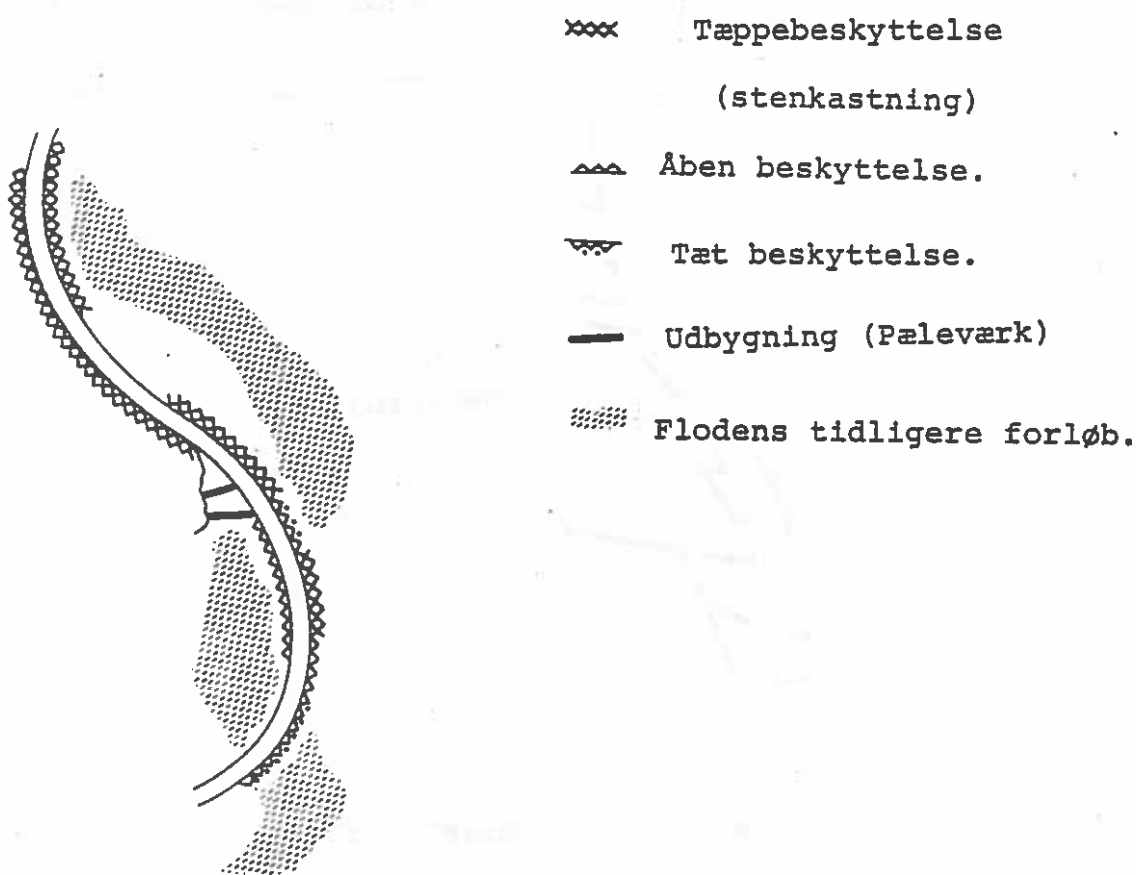 Tæppebeskyttelse
(stenkastning)
Åben beskyttelse.
Tæt beskyttelse.
Udbygning (Pæleværk)
Flodens tidligere forløb.